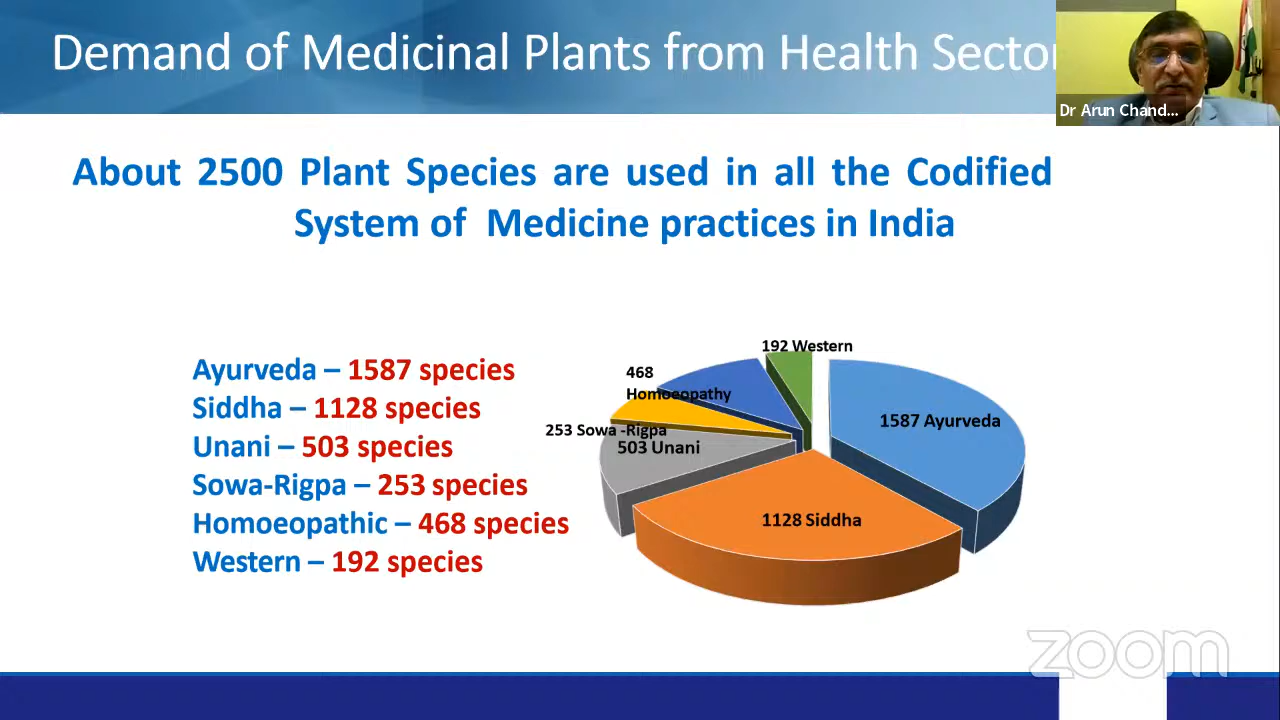 Demand of Medicinal Plants from Health Sector
Dr Arun Chand...
About 2500 Plant Species are used in all the Codified
System of Medicine practices in India
Ayurveda – 1587 species
Siddha – 1128 species
Unani – 503 species
Sowa-Rigpa – 253 species
Homoeopathic – 468 species
Western – 192 species
192 Western
468
Homoeopathy
253 Sowa -Rigpa
503 Unani
1587 Ayurveda
1128 Siddha
zoom